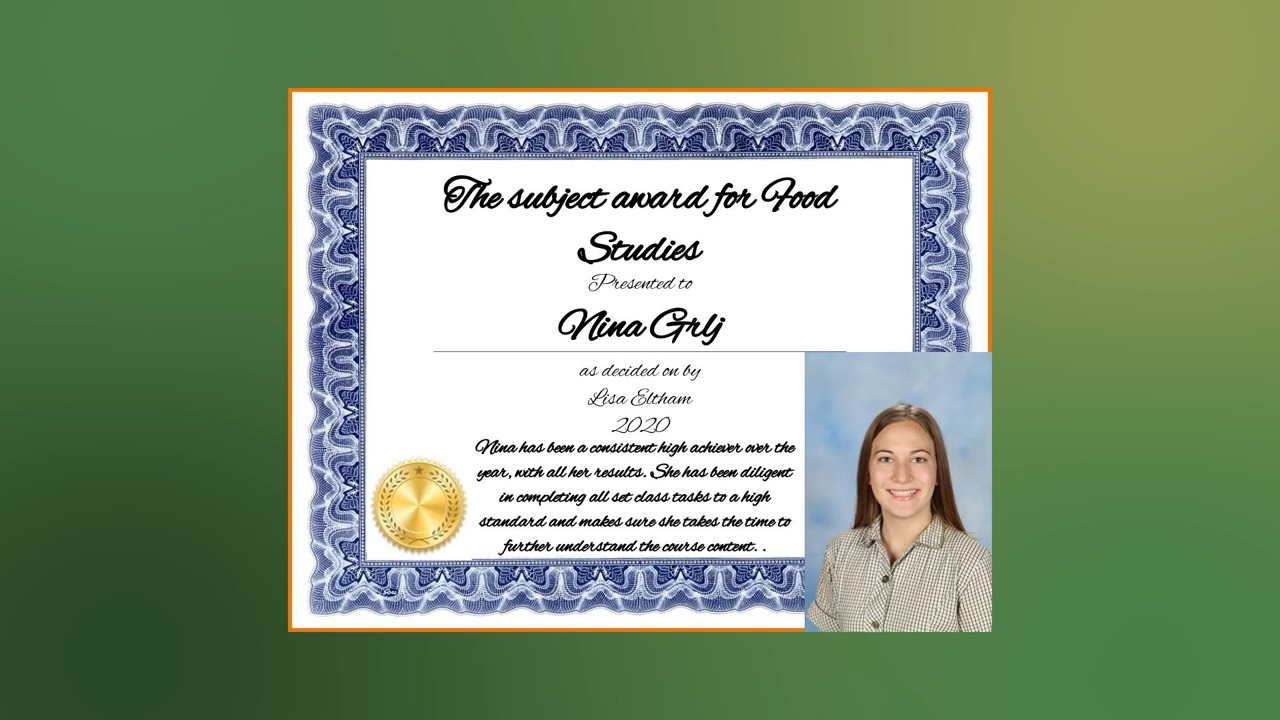 The subject award for Food
Studies
Presented to
Nina Grlj
as decided on by
Lisa Eltham
2020
Nina has been a consistent high achiever over the
year, with all her results. She has been diligent
in completing all set class tasks to a high
standard and makes sure she takes the time to
further understand the course content. .